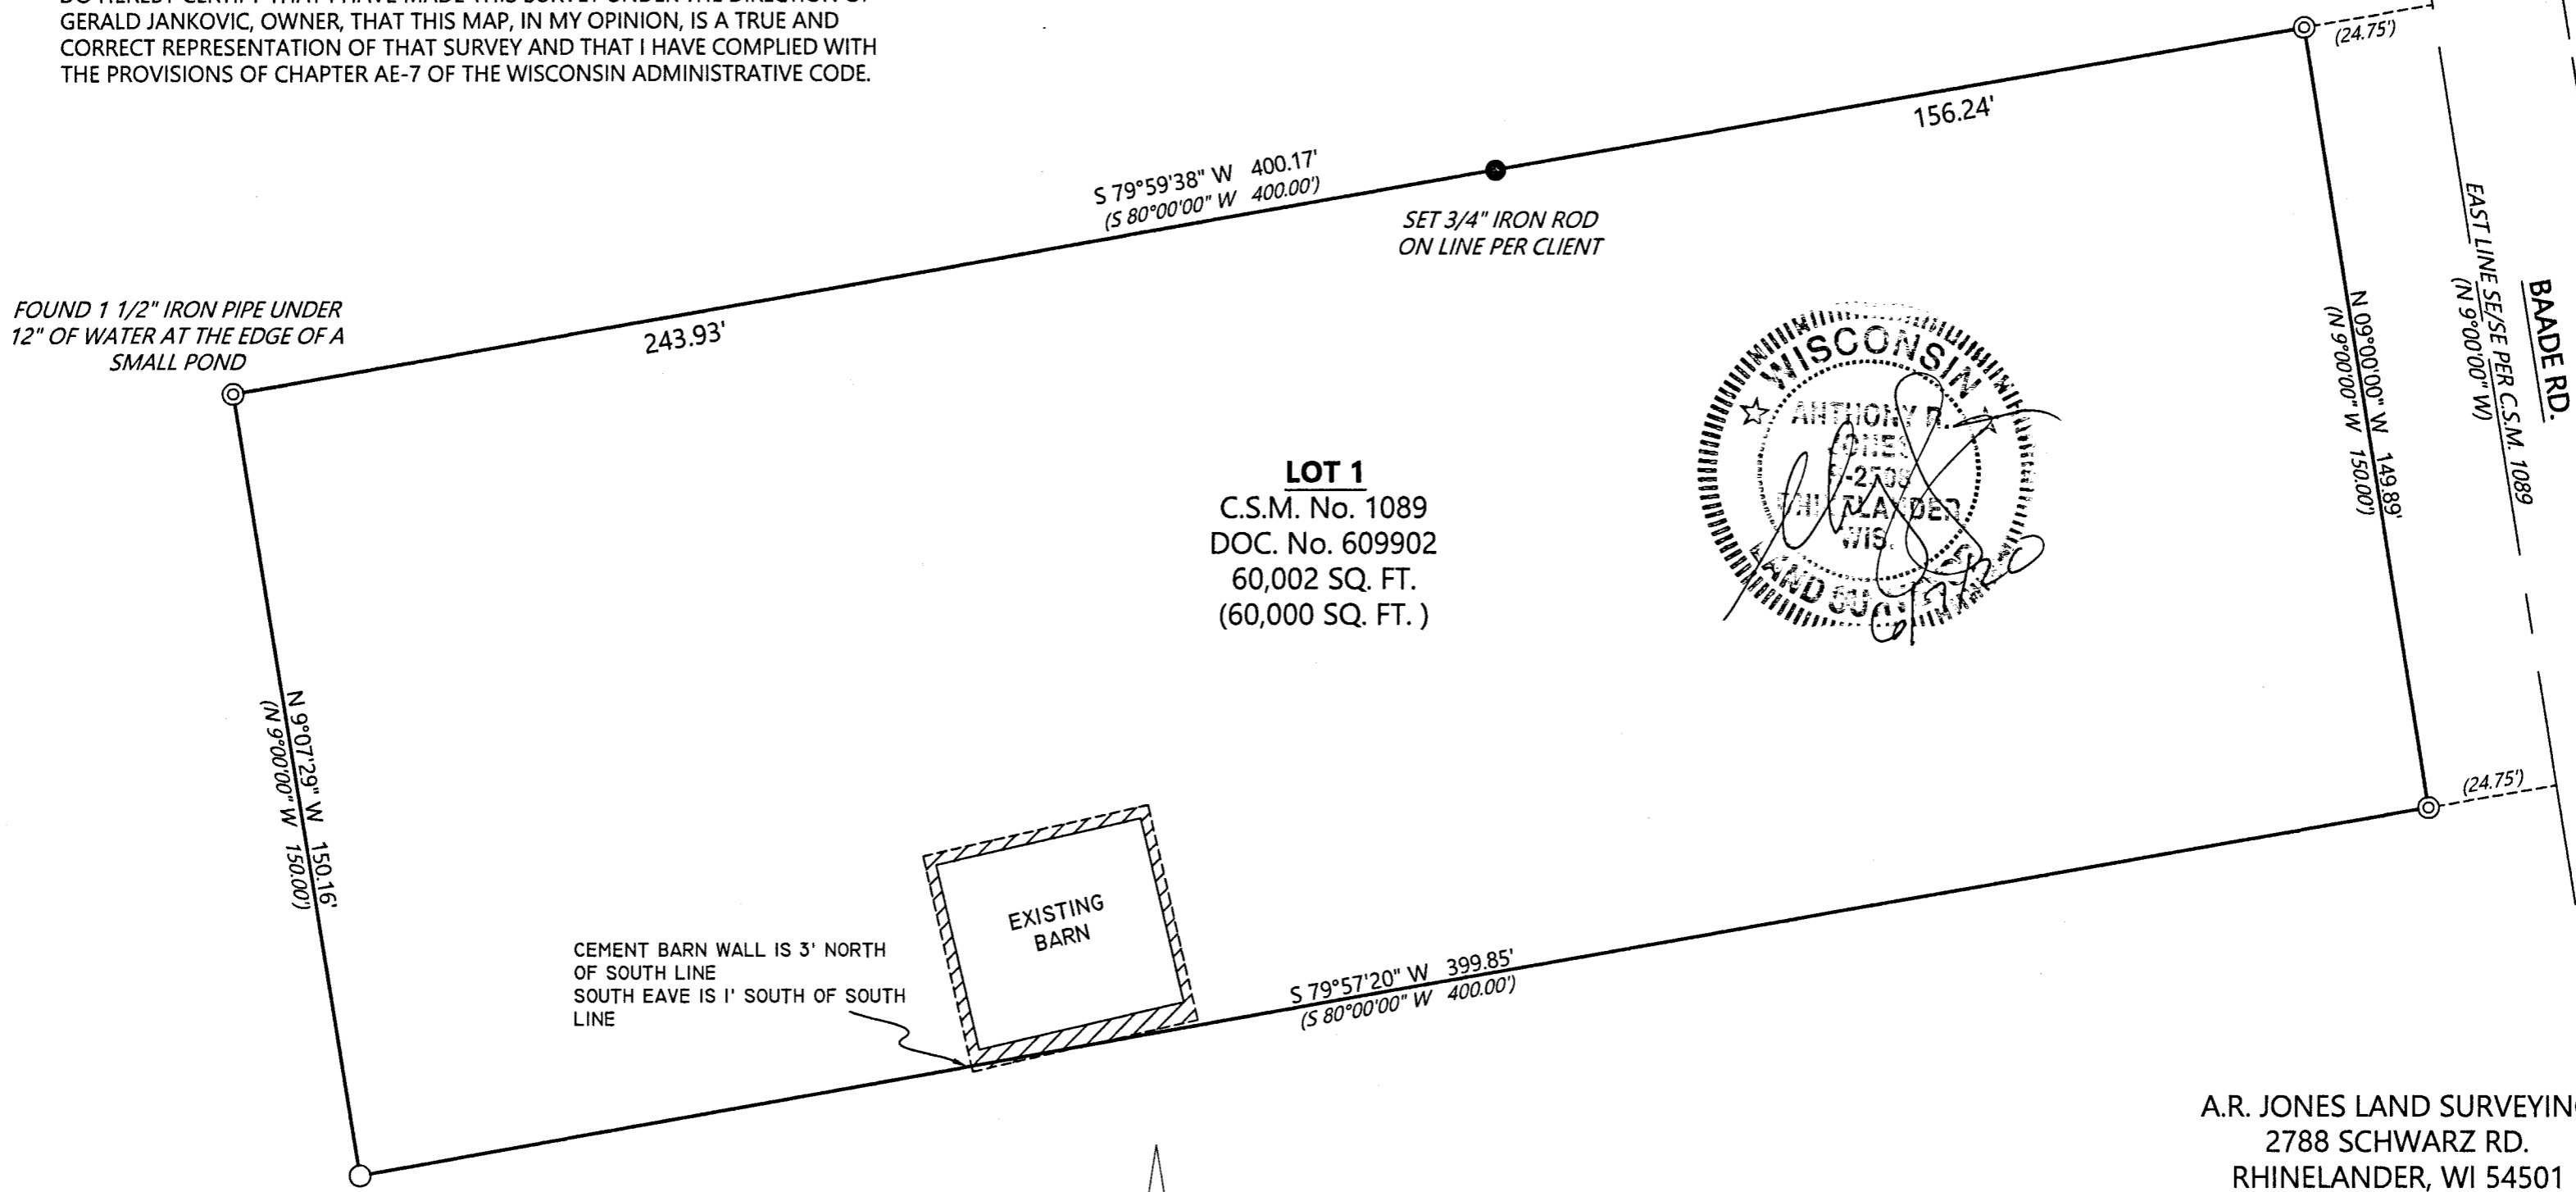 GERALD JANKOVIC, OWNER, THAT THIS MAP, IN MY OPINION, IS A TRUE AND
CORRECT REPRESENTATION OF THAT SURVEY AND THAT I HAVE COMPLIED WITH
THE PROVISIONS OF CHAPTER AE-7 OF THE WISCONSIN ADMINISTRATIVE CODE.
(24.75')
156.24'
S 79°59'38" W 400.17'
(S 80°00'00" W 400.00')
SET 3/4" IRON ROD
ON LINE PER CLIENT
FOUND 1 1/2" IRON PIPE UNDER
12" OF WATER AT THE EDGE OF A
SMALL POND
243.93'
BAADE RD.
EAST LINE SE/SE PER C.S.M. 1089
(N 9°00'00" W)
N 09°00'00" W 149.89'
(N 9°00'00" W 150.00')
WISCONSIN
ANTHONY R.
JONES
WIS.
LAND
LOT 1
C.S.M. No. 1089
DOC. No. 609902
60,002 SQ. FT.
(60,000 SQ. FT. )
N 9°07'29" W 150.16'
(N 9°00'00" W 150.00')
(24.75')
EXISTING
BARN
CEMENT BARN WALL IS 3' NORTH
OF SOUTH LINE
SOUTH EAVE IS 1' SOUTH OF SOUTH
LINE
S 79°57'20" W 399.85'
(S 80°00'00" W 400.00')
A.R. JONES LAND SURVEYING
2788 SCHWARZ RD.
RHINELANDER, WI 54501